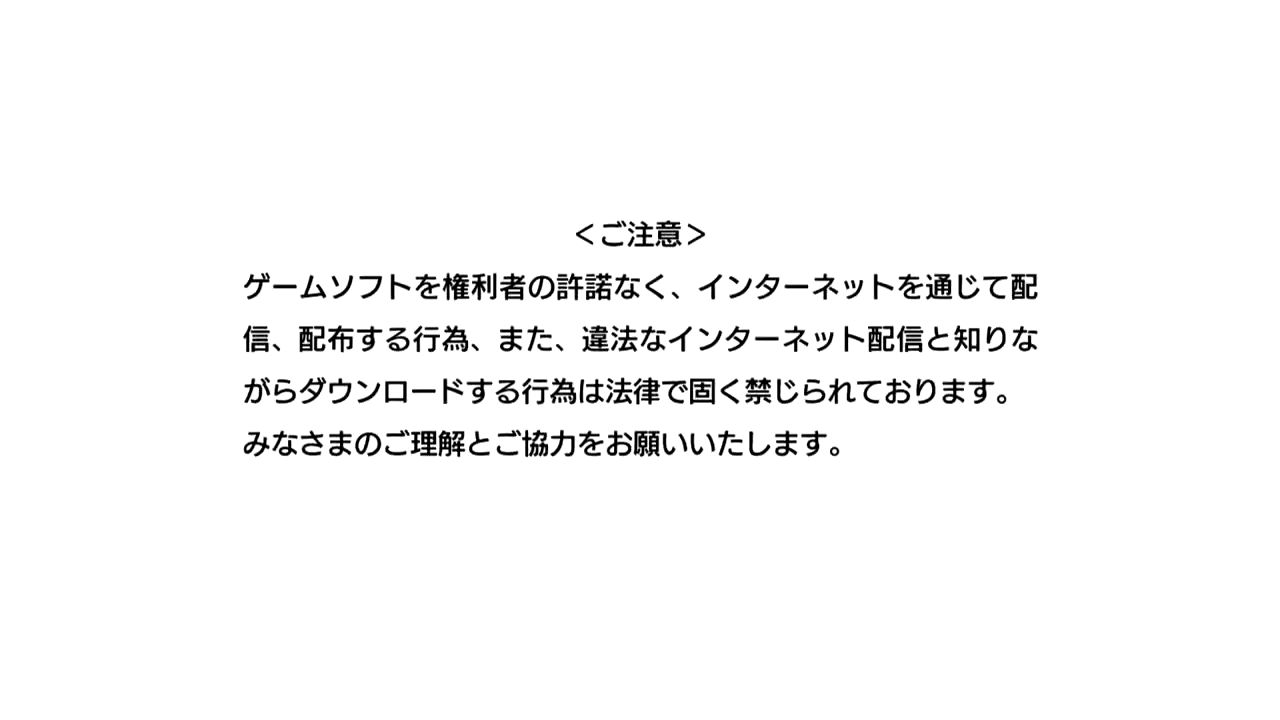 ＜ご注意＞
ゲームソフトを権利者の許諾なく、インターネットを通じて配
信、配布する行為、また、違法なインターネット配信と知りな
がらダウンロードする行為は法律で固く禁じられております。
みなさまのご理解とご協力をお願いいたします。